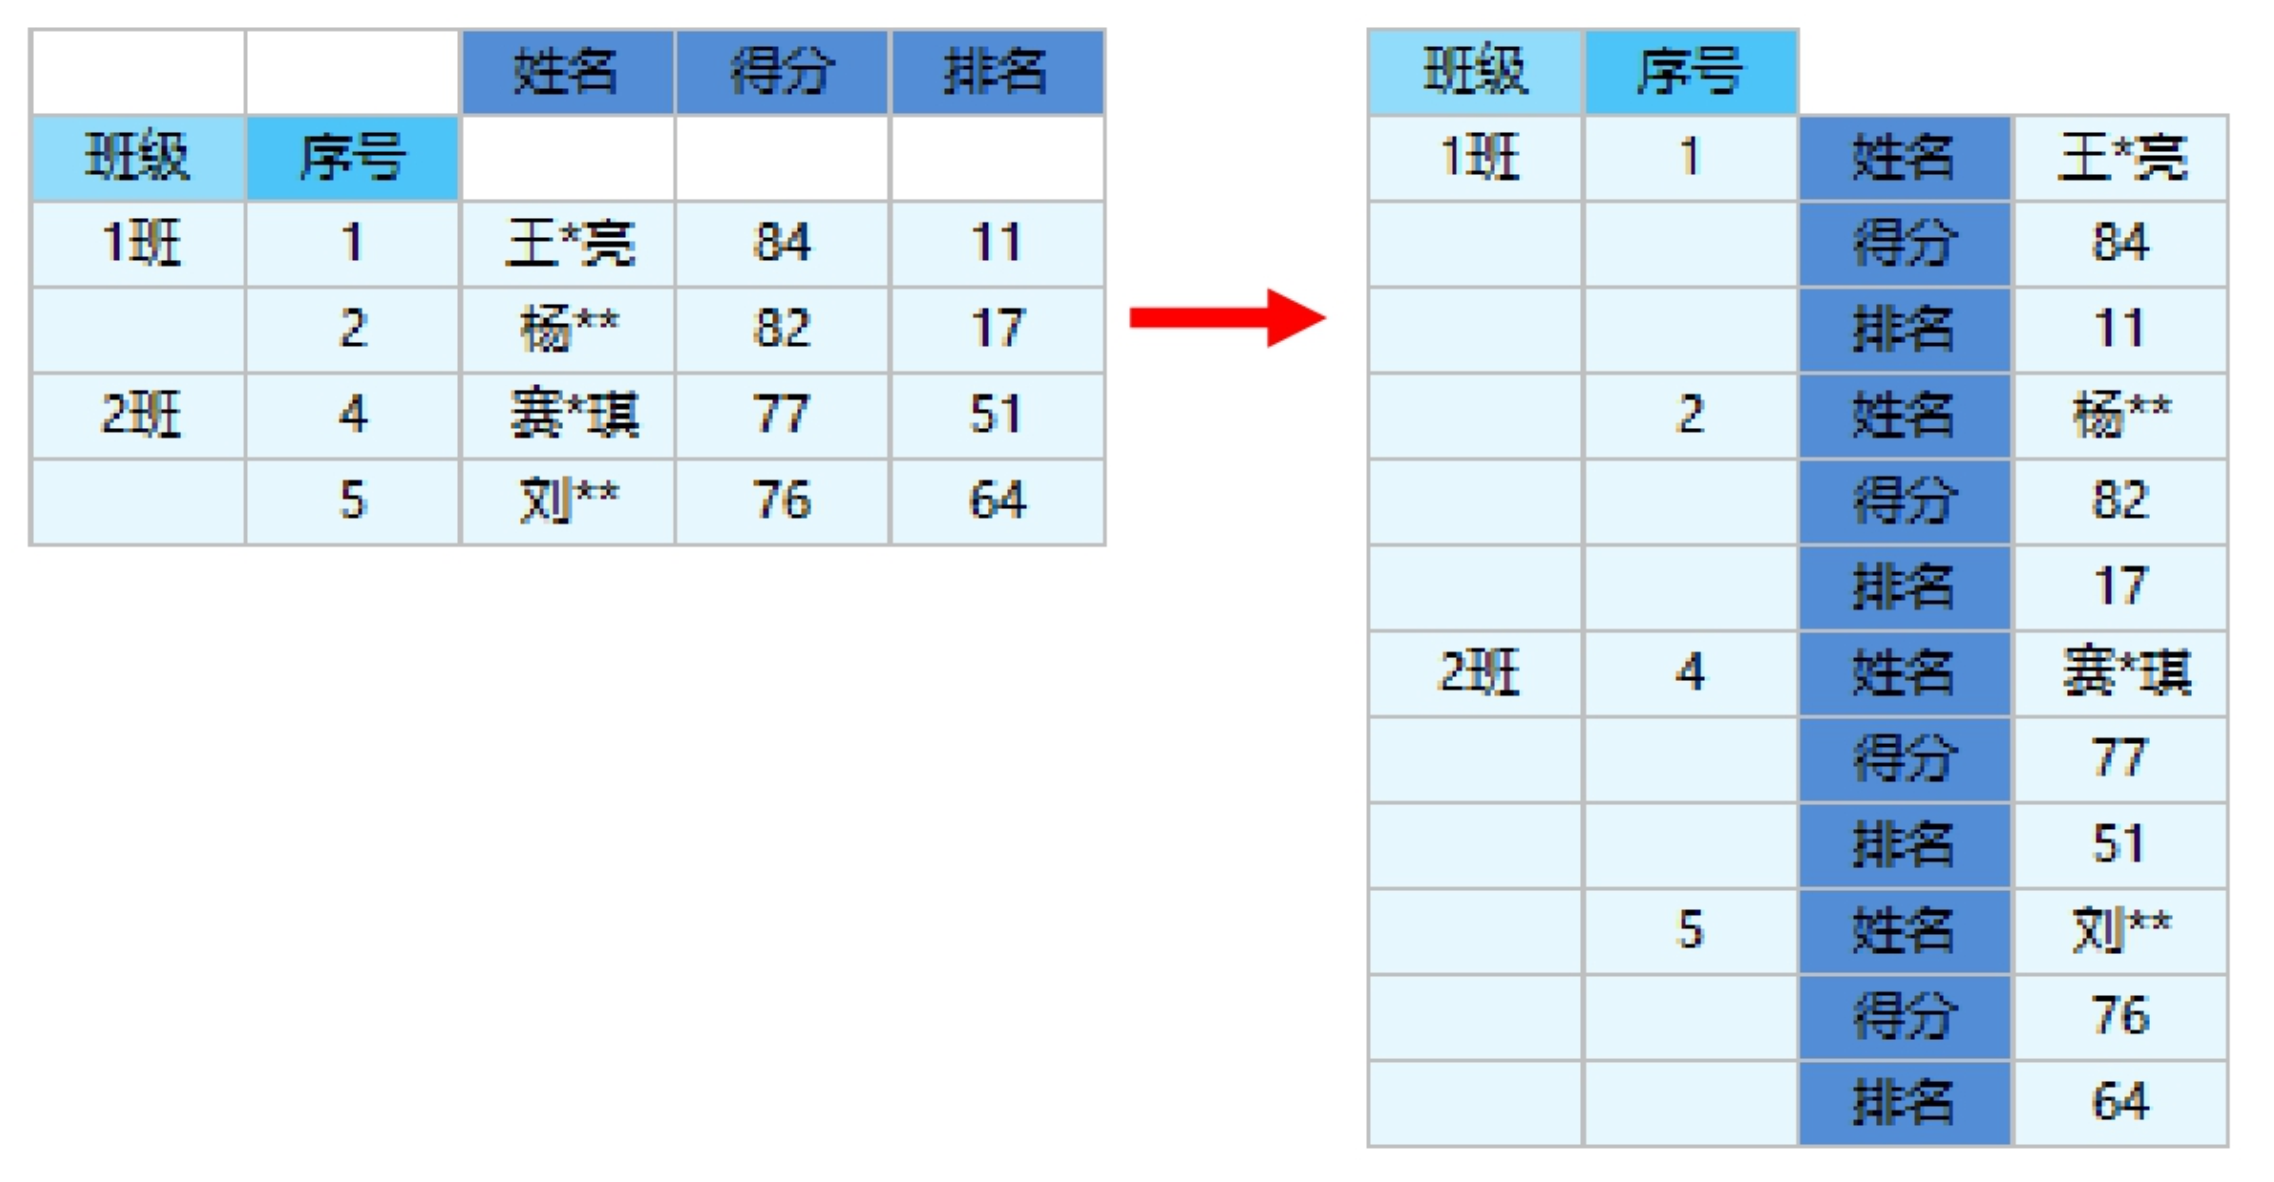 姓名 得分 排名
班级 序号
1班 1 王*亮 84 11
2 杨** 82 17
2班 4 赛*琪 77 51
5 刘** 76 64
班级 序号
1班 1 姓名 王*亮
得分 84
排名 11
2 姓名 杨**
得分 82
排名 17
2班 4 姓名 赛*琪
得分 77
排名 51
5 姓名 刘**
得分 76
排名 64